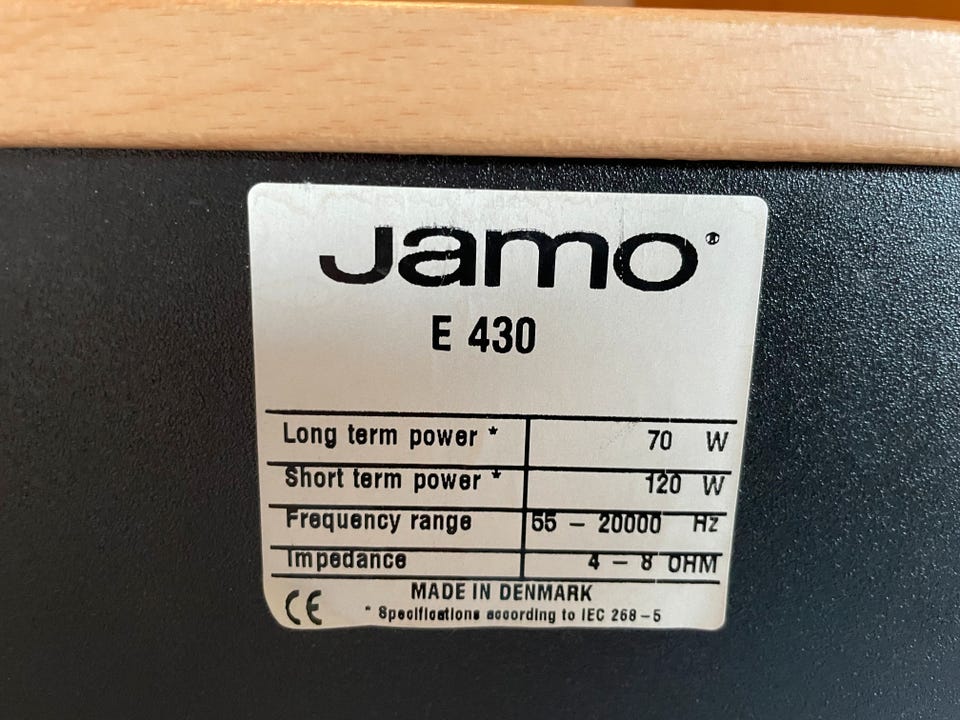 Jamo®
E 430
Long term power * 70 W
Short term power * 120 W
Frequency range 55 – 20000 Hz
Impedance 4 – 8 OHM
MADE IN DENMARK
CE * Specifications according to IEC 268–5